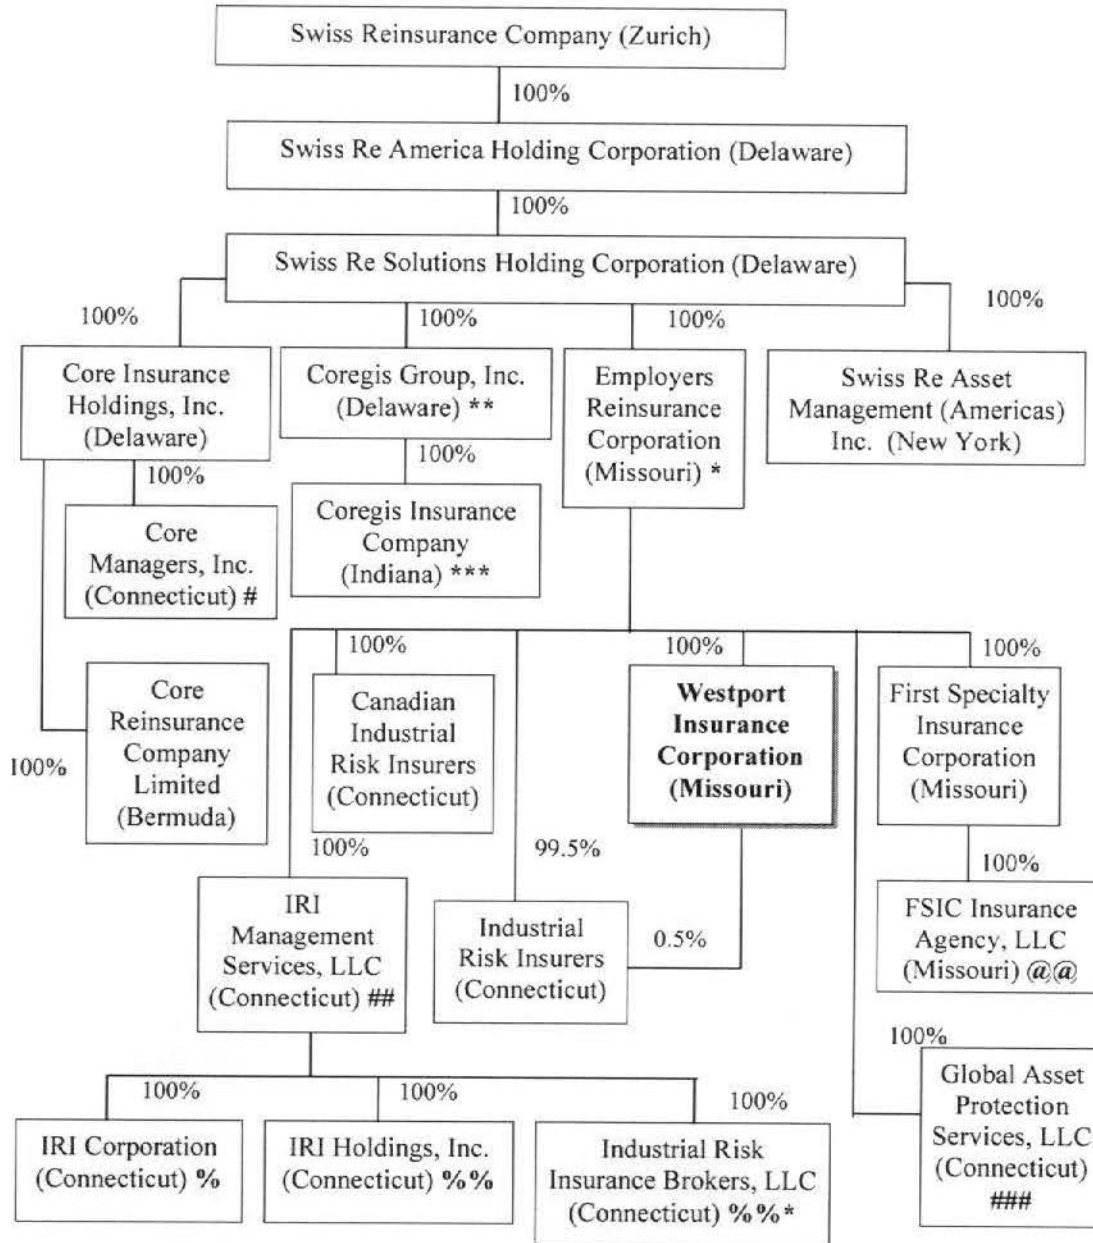 Swiss Reinsurance Company (Zurich)
100%
Swiss Re America Holding Corporation (Delaware)
100%
Swiss Re Solutions Holding Corporation (Delaware)
100%
100%
100%
100%
Core Insurance
Holdings, Inc.
(Delaware)
Coregis Group, Inc.
(Delaware) **
Employers
Reinsurance
Corporation
(Missouri) *
Swiss Re Asset
Management (Americas)
Inc. (New York)
100%
100%
Core
Managers, Inc.
(Connecticut) #
Coregis Insurance
Company
(Indiana) ***
100%
Core
Reinsurance
Company
Limited
(Bermuda)
100%
Canadian
Industrial
Risk Insurers
(Connecticut)
100%
Westport
Insurance
Corporation
(Missouri)
100%
First Specialty
Insurance
Corporation
(Missouri)
100%
99.5%
100%
IRI
Management
Services, LLC
(Connecticut) ##
Industrial
Risk Insurers
(Connecticut)
0.5%
FSIC Insurance
Agency, LLC
(Missouri) @@
100%
Global Asset
Protection
Services, LLC
(Connecticut)
###
100%
100%
100%
IRI Corporation
(Connecticut) %
IRI Holdings, Inc.
(Connecticut) %%
Industrial Risk
Insurance Brokers, LLC
(Connecticut) %%*